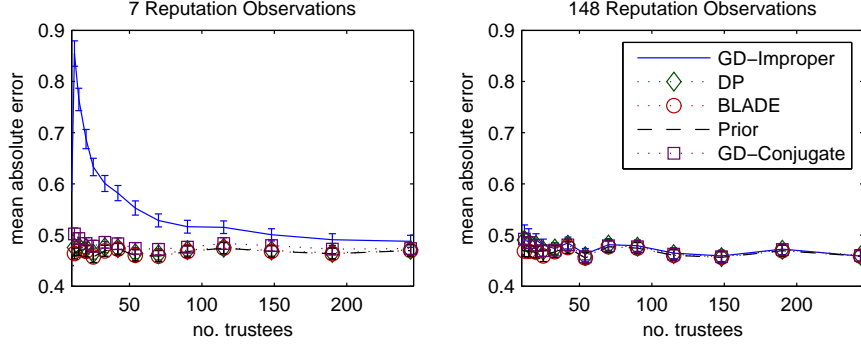 7 Reputation Observations
mean absolute error
0.9
0.8
0.7
0.6
0.5
0.4
50
100
150
200
no. trustees
148 Reputation Observations
mean absolute error
0.9
0.8
0.7
0.6
0.5
0.4
GD-Improper
DP
BLADE
Prior
GD-Conjugate
50
100
150
200
no. trustees